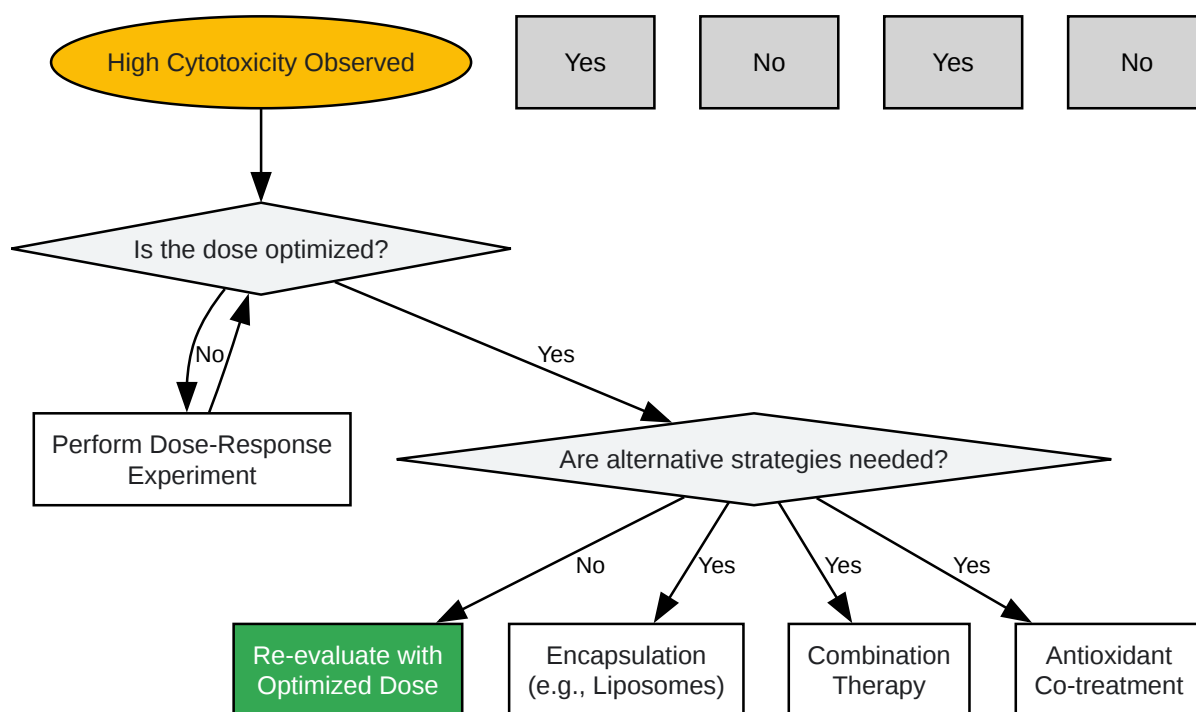 High Cytotoxicity Observed
Yes
No
Yes
No
Is the dose optimized?
No
Yes
Perform Dose-Response
Experiment
Are alternative strategies needed?
No
Yes
Yes
Yes
Re-evaluate with
Optimized Dose
Encapsulation
(e.g., Liposomes)
Combination
Therapy
Antioxidant
Co-treatment